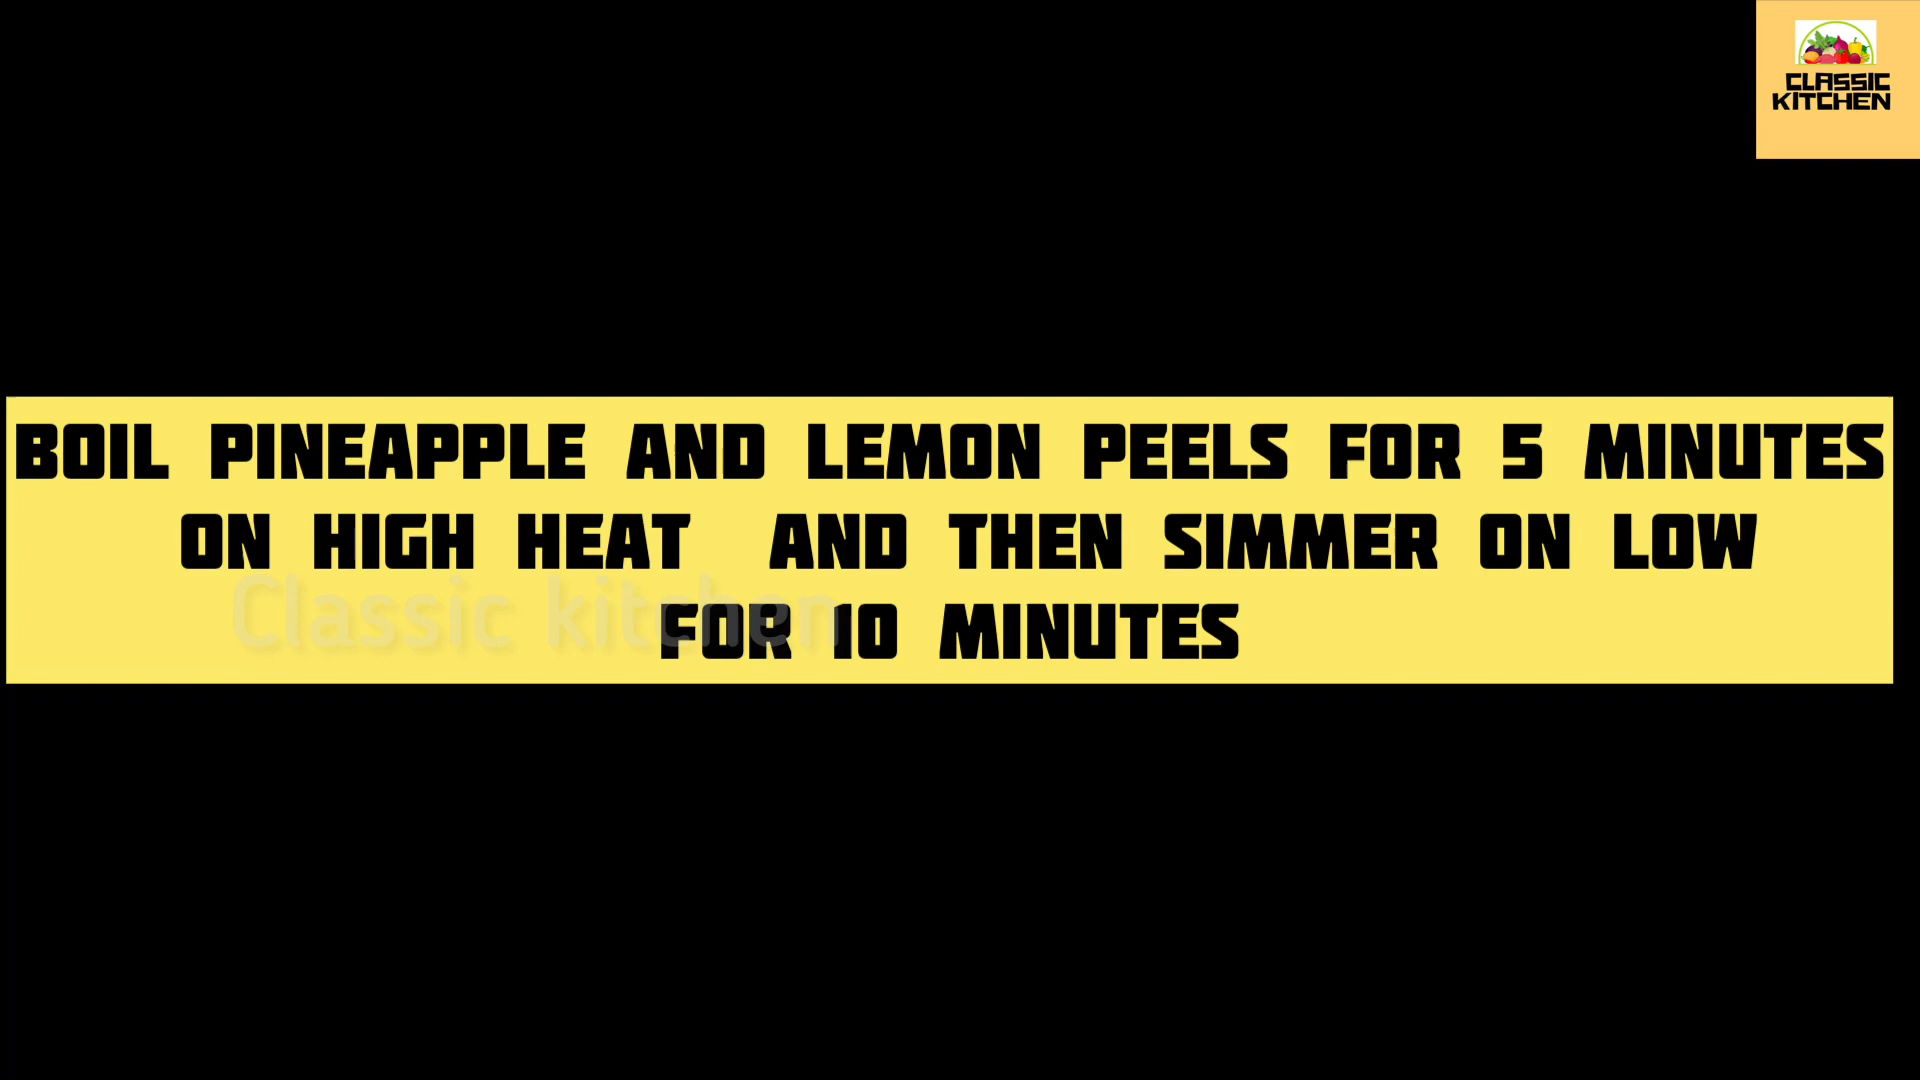 CLASSIC
KITCHEN
BOIL PINEAPPLE AND LEMON PEELS FOR 5 MINUTES
ON HIGH HEAT AND THEN SIMMER ON LOW
FOR 10 MINUTES
Classic kitchen